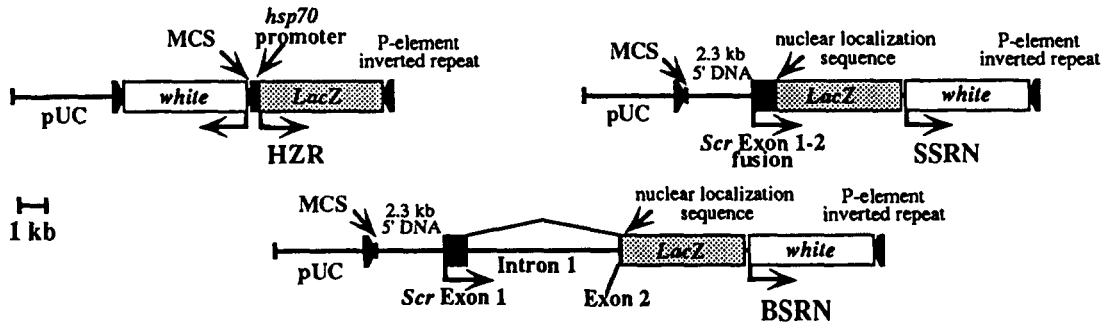 hsp70
promoter
MCS
P-element
inverted repeat
white
LacZ
pUC
HZR
MCS
2.3 kb
5' DNA
nuclear localization
sequence
P-element
inverted repeat
LacZ
white
pUC
Scr Exon 1-2
fusion
SSRN
1 kb
MCS
2.3 kb
5' DNA
nuclear localization
sequence
P-element
inverted repeat
LacZ
white
pUC
Intron 1
Scr Exon 1
Exon 2
BSRN